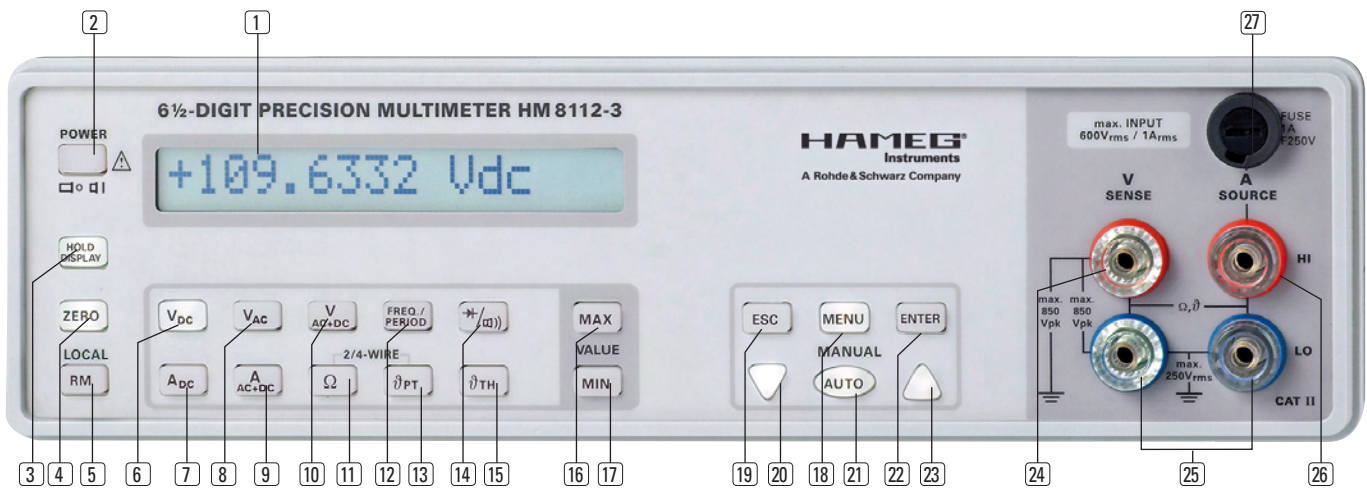 2
1
27
6½-DIGIT PRECISION MULTIMETER HM 8112-3
POWER
+109.6332 Vdc
HAMEG®
Instruments
A Rohde & Schwarz Company
max. INPUT
600Vrms / 1Arms
FUSE
1A
F250V
V
SENSE
A
SOURCE
HOLD
DISPLAY
HI
ZERO
VDC
VAC
V
AC+DC
FREQ./
PERIOD
MAX
ESC
MENU
ENTER
max.
850
Vpk
max.
850
Vpk
Ω,ϑ
LOCAL
2/4-WIRE
VALUE
MANUAL
LO
RM
ADC
A
AC+DC
Ω
ϑPT
ϑTH
MIN
AUTO
max.
250Vrms
CAT II
3
4
5
6
7
8
9
10
11
12
13
14
15
16
17
19
20
18
21
22
23
24
25
26